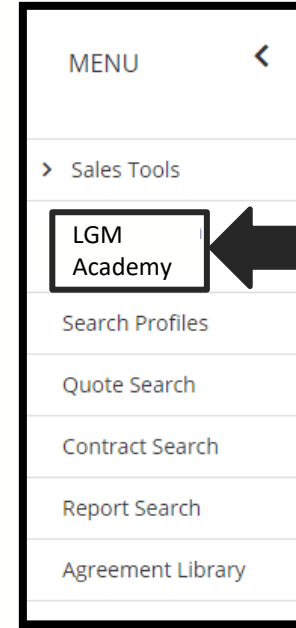 MENU
Sales Tools
LGM
Academy
Search Profiles
Quote Search
Contract Search
Report Search
Agreement Library